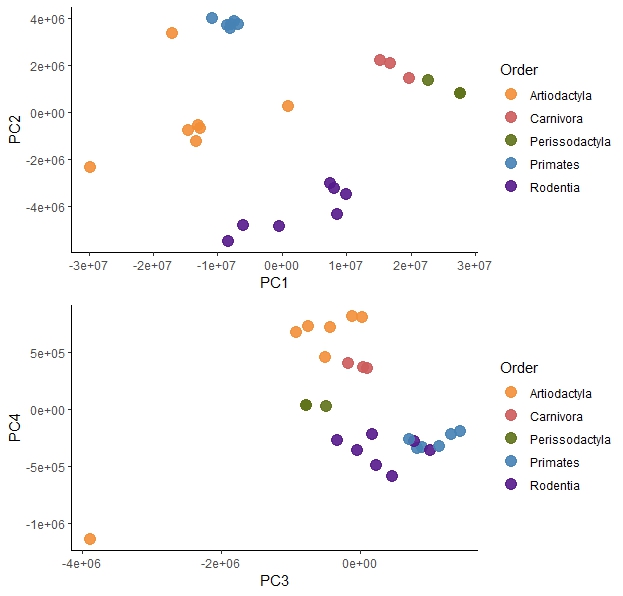 4e+06
2e+06
0e+00
-2e+06
-4e+06
PC2
-3e+07 -2e+07 -1e+07 0e+00 1e+07 2e+07 3e+07
PC1
Order
Artiodactyla
Carnivora
Perissodactyla
Primates
Rodentia
5e+05
0e+00
-5e+05
-1e+06
PC4
-4e+06 -2e+06 0e+00
PC3
Order
Artiodactyla
Carnivora
Perissodactyla
Primates
Rodentia